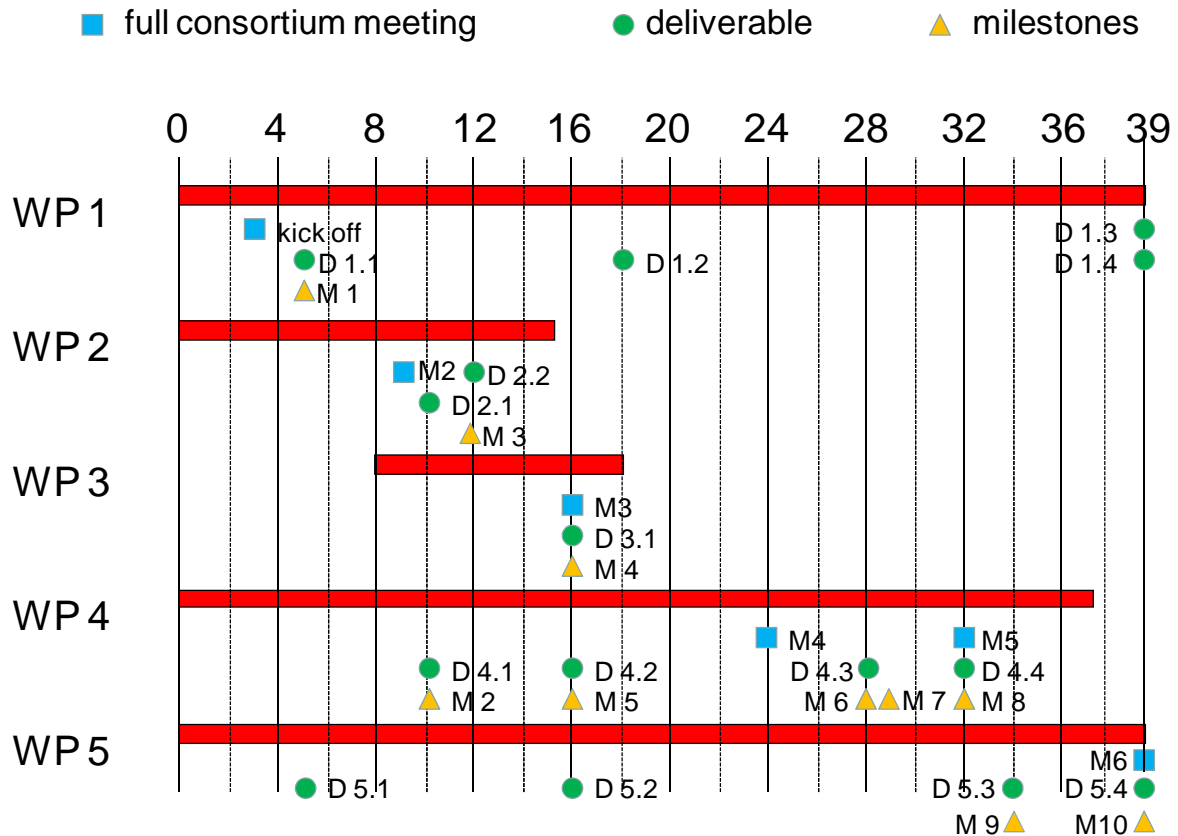 full consortium meeting deliverable milestones
0 4 8 12 16 20 24 28 32 36 39
WP 1
kick off D 1.3
D 1.1 D 1.2 D 1.4
M 1
WP 2
M2 D 2.2
D 2.1
M 3
WP 3
M3
D 3.1
M 4
WP 4
M4 M5
D 4.1 D 4.2 D 4.3 D 4.4
M 2 M 5 M 6 M 7 M 8
WP 5
M6
D 5.1 D 5.2 D 5.3 D 5.4
M 9 M10